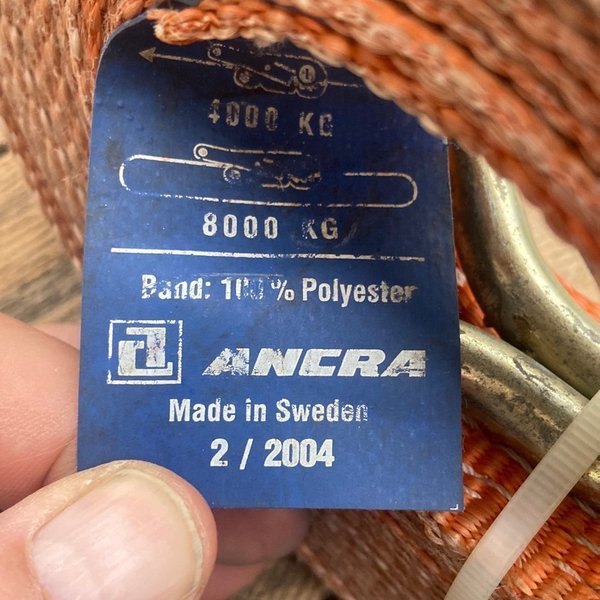 4000 KG
8000 KG
Band: 100% Polyester
ANCRA
Made in Sweden
2 / 2004